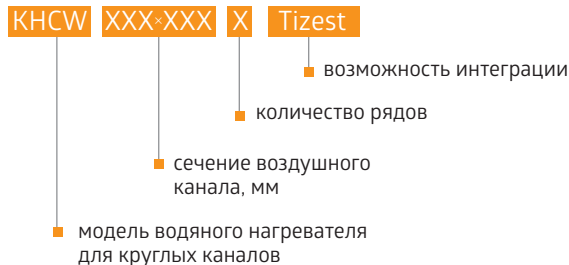 KHCW XXX×XXX X Tizest
возможность интеграции
количество рядов
сечение воздушного
канала, мм
модель водяного нагревателя
для круглых каналов